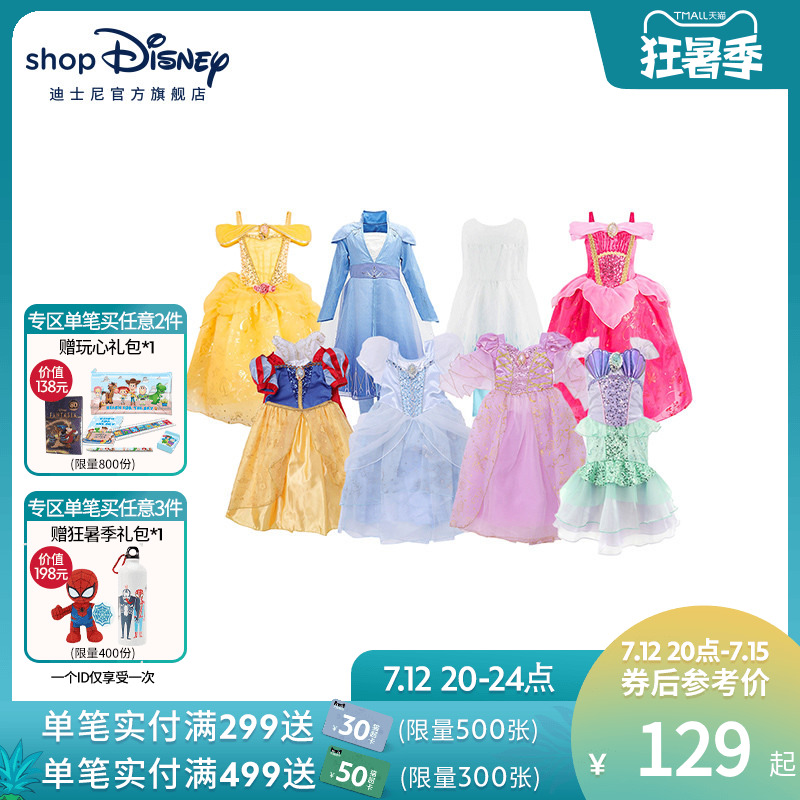 shop Disney
迪士尼官方旗舰店
TMALL天猫
狂暑季
专区单笔买任意2件
赠玩心礼包*1
价值
138元
(限量800份)
专区单笔买任意3件
赠狂暑季礼包*1
价值
198元
(限量400份)
一个ID仅享受一次
7.12 20-24点
单笔实付满299送
¥30
(限量500张)
单笔实付满499送
¥50
(限量300张)
7.12 20点-7.15
券后参考价
¥129起